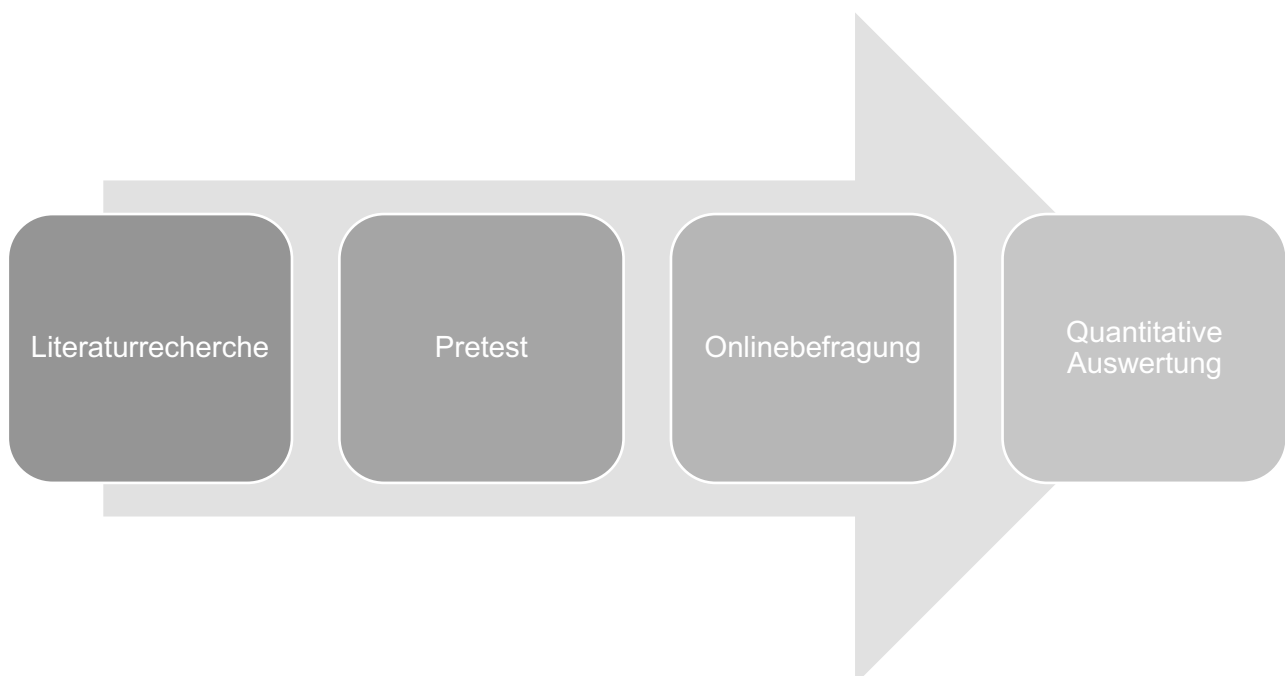 Literaturrecherche
Pretest
Onlinebefragung
Quantitative
Auswertung